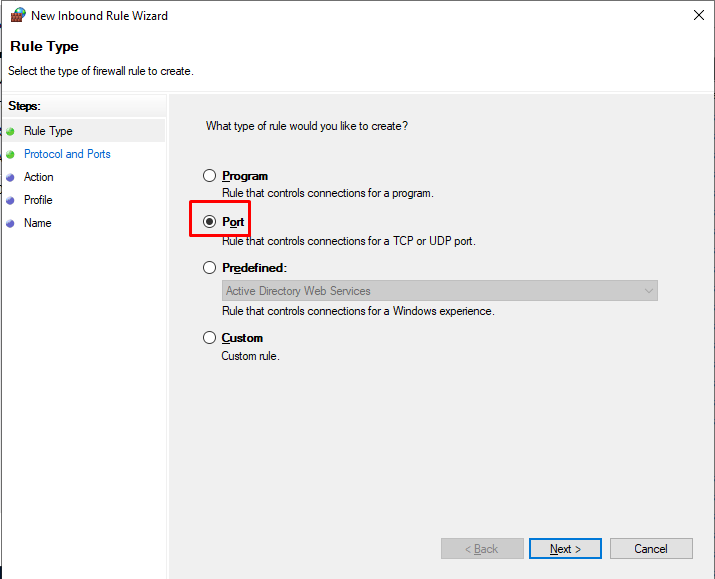 New Inbound Rule Wizard
Rule Type
Select the type of firewall rule to create.
Steps:
Rule Type
Protocol and Ports
Action
Profile
Name
What type of rule would you like to create?
Program
Rule that controls connections for a program.
Port
Rule that controls connections for a TCP or UDP port.
Predefined:
Active Directory Web Services
Rule that controls connections for a Windows experience.
Custom
Custom rule.
< Back
Next >
Cancel